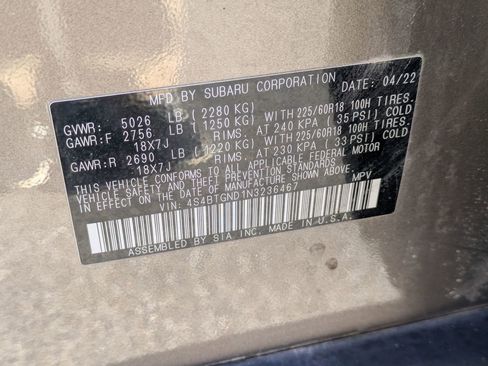 MFD BY SUBARU CORPORATION DATE: 04/22
GVWR: 5026 LB (2280 KG)
GAWR:F 2756 LB (1250 KG) WITH 225/60R18 100H TIRES.
18X7J RIMS. AT 240 KPA (35 PSI) COLD
GAWR:R 2690 LB (1220 KG) WITH 225/60R18 100H TIRES.
18X7J RIMS. AT 230 KPA (33 PSI) COLD
THIS VEHICLE CONFORMS TO ALL APPLICABLE FEDERAL MOTOR
VEHICLE SAFETY, BUMPER, AND THEFT PREVENTION STANDARDS
IN EFFECT ON THE DATE OF MANUFACTURE SHOWN ABOVE.
VIN: 4S4BTGND1N3236467 MPV
ASSEMBLED BY SIA INC. MADE IN U.S.A.